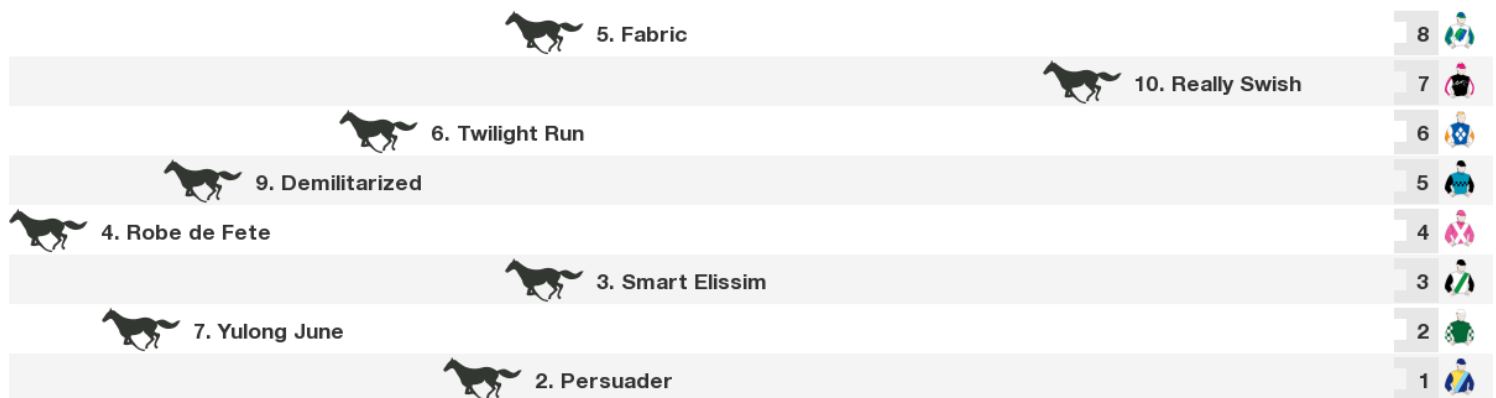 5. Fabric 8
10. Really Swish 7
6. Twilight Run 6
9. Demilitarized 5
4. Robe de Fete 4
3. Smart Elissim 3
7. Yulong June 2
2. Persuader 1